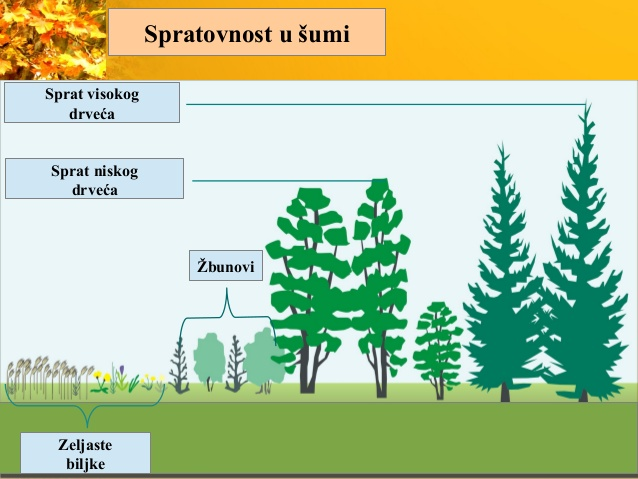 Spratovnost u šumi
Sprat visokog
drveća
Sprat niskog
drveća
Žbunovi
Zeljaste
biljke